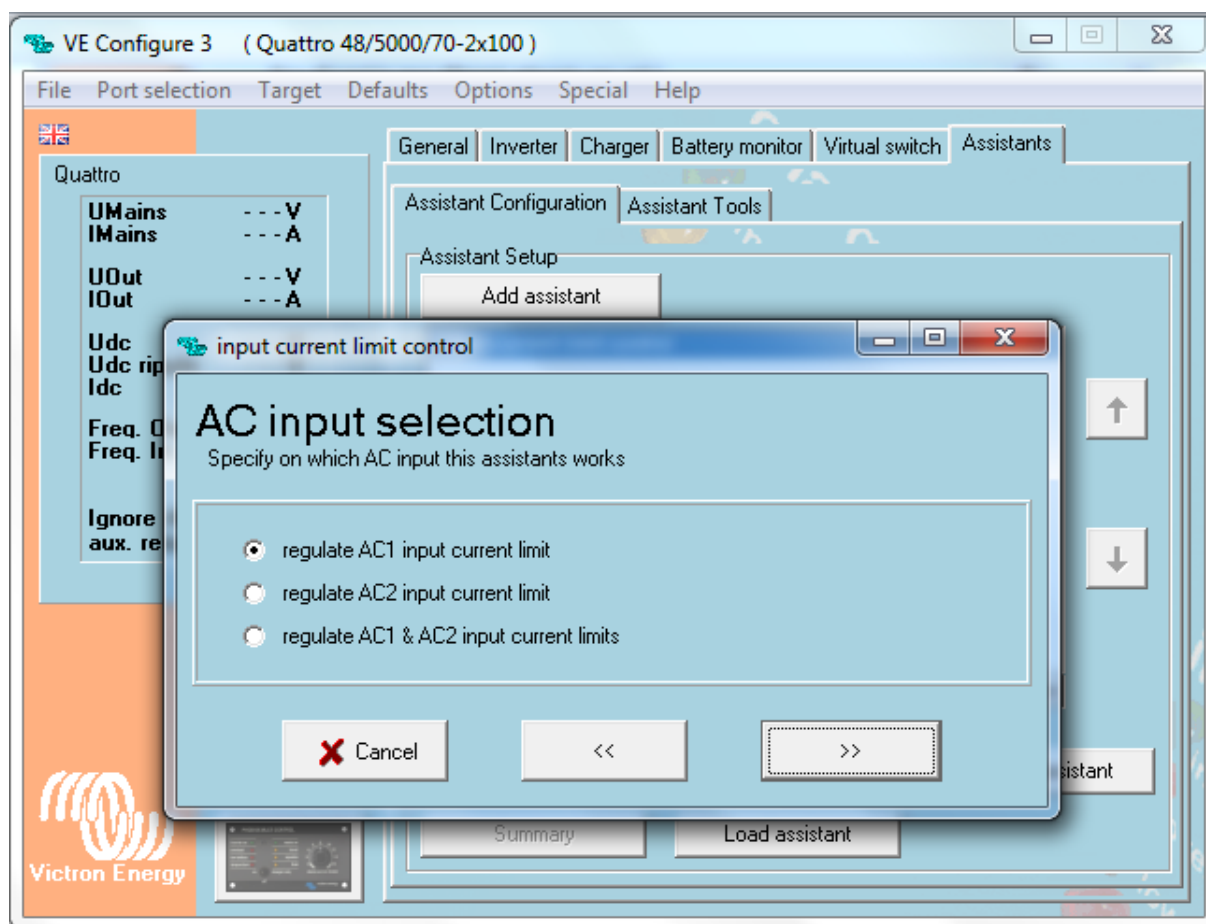 VE Configure 3 ( Quattro 48/5000/70-2x100 )
File Port selection Target Defaults Options Special Help
General Inverter Charger Battery monitor Virtual switch Assistants
Quattro
Assistant Configuration Assistant Tools
UMains - - - V
IMains - - - A
Assistant Setup
UOut - - - V
IOut - - - A
Add assistant
Udc
Udc rip
Idc
Freq. O
Freq. I
Ignore
aux. re
input current limit control
AC input selection
Specify on which AC input this assistants works
regulate AC1 input current limit
regulate AC2 input current limit
regulate AC1 & AC2 input current limits
Cancel << >>
sistant
Summary Load assistant
Victron Energy